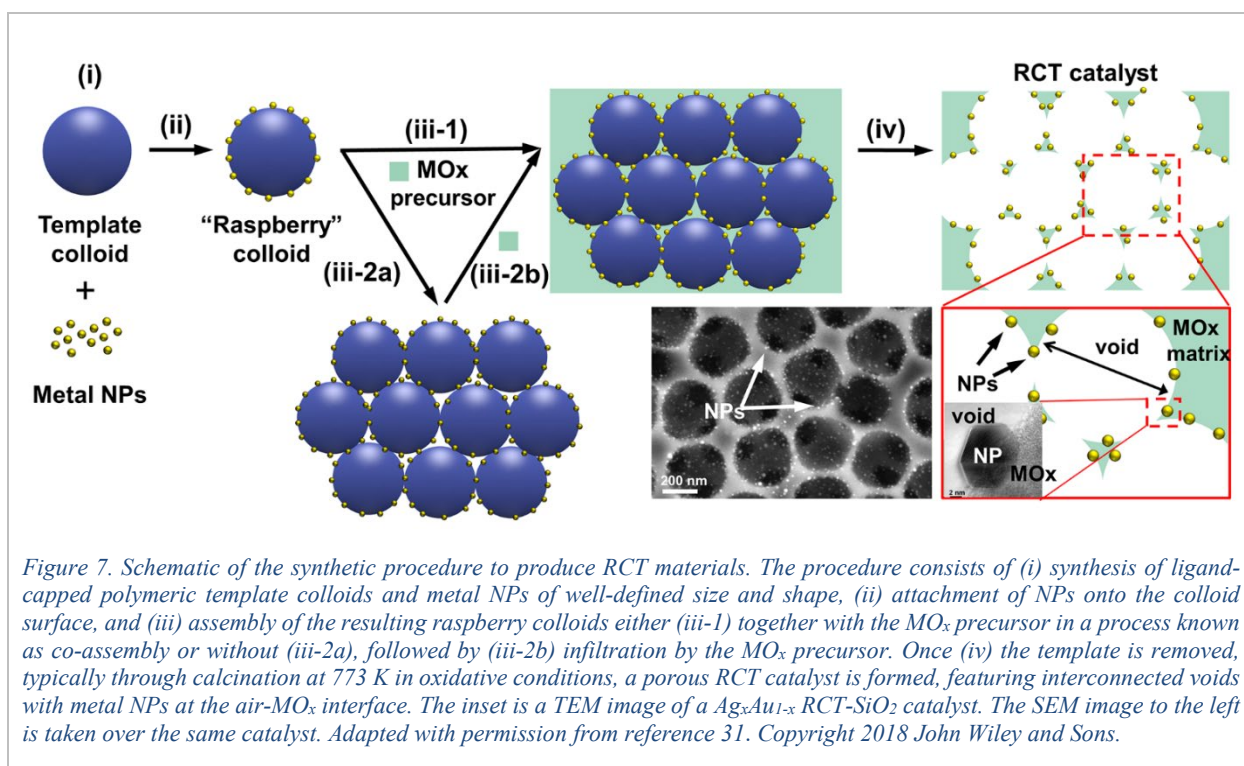 (i)
Template
colloid
+
Metal NPs
(ii)
“Raspberry”
colloid
(iii-1)
MOx
precursor
(iii-2a)
(iii-2b)
(iv)
RCT catalyst
NPs
200 nm
NPs
void
MOx
matrix
void
NP
MOx
2 nm
Figure 7. Schematic of the synthetic procedure to produce RCT materials. The procedure consists of (i) synthesis of ligand-
capped polymeric template colloids and metal NPs of well-defined size and shape, (ii) attachment of NPs onto the colloid
surface, and (iii) assembly of the resulting raspberry colloids either (iii-1) together with the MOx precursor in a process known
as co-assembly or without (iii-2a), followed by (iii-2b) infiltration by the MOx precursor. Once (iv) the template is removed,
typically through calcination at 773 K in oxidative conditions, a porous RCT catalyst is formed, featuring interconnected voids
with metal NPs at the air-MOx interface. The inset is a TEM image of a AgxAu1-x RCT-SiO2 catalyst. The SEM image to the left
is taken over the same catalyst. Adapted with permission from reference 31. Copyright 2018 John Wiley and Sons.